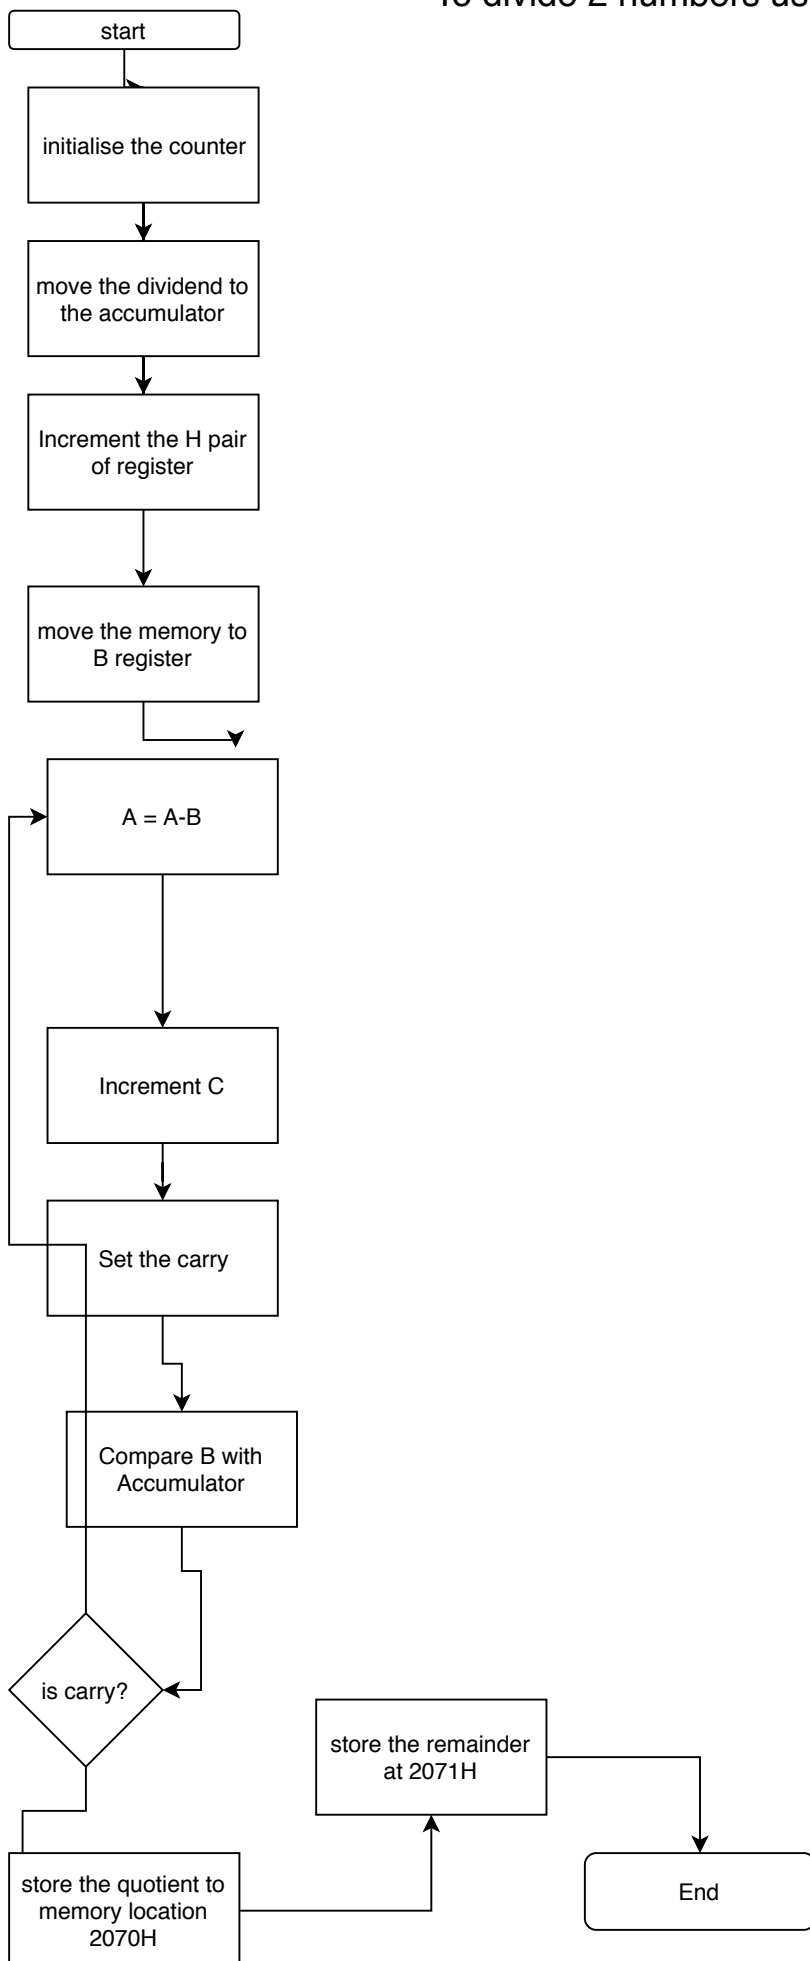 To divide 2 numbers us
start
initialise the counter
move the dividend to
the accumulator
Increment the H pair
of register
move the memory to
B register
A = A-B
Increment C
Set the carry
Compare B with
Accumulator
is carry?
store the remainder
at 2071H
store the quotient to
memory location
2070H
End